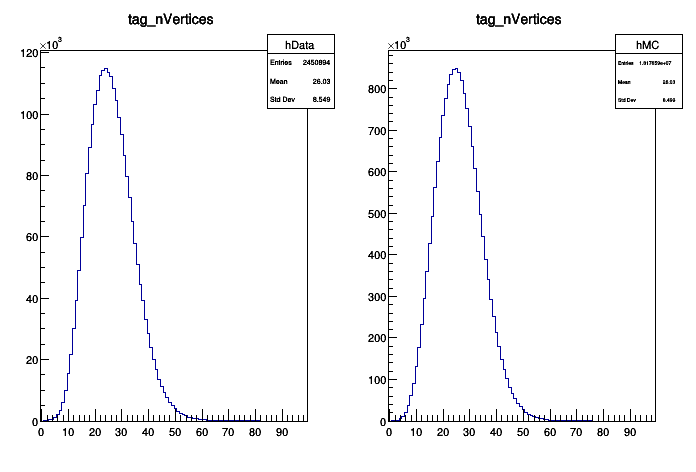 tag_nVertices
×10³
hData
Entries 2450894
Mean 26.03
Std Dev 8.549
120
100
80
60
40
20
0
0 10 20 30 40 50 60 70 80 90
tag_nVertices
×10³
hMC
Entries
Mean
Std Dev
800
700
600
500
400
300
200
100
0
0 10 20 30 40 50 60 70 80 90